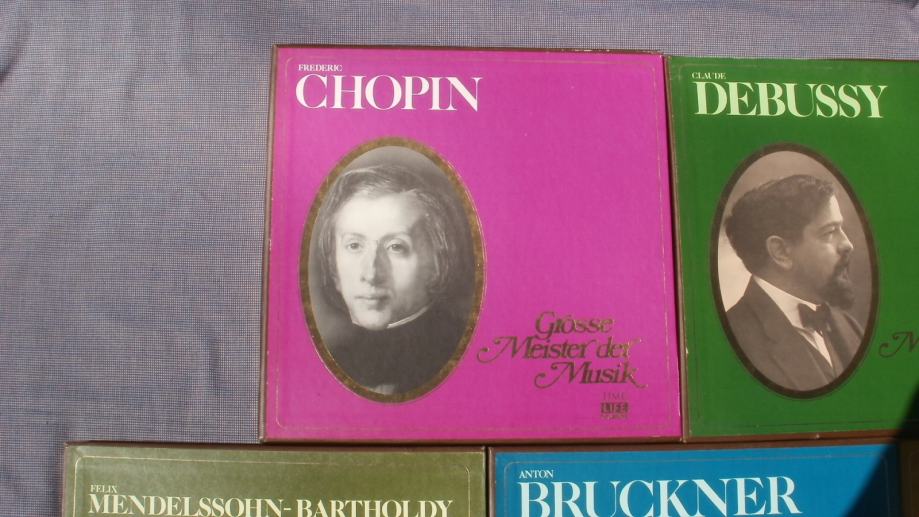 FREDERIC
CHOPIN
Grosse
Meister der
Musik
TIME
LIFE
CLAUDE
DEBUSSY
FELIX
MENDELSSOHN-BARTHOLDY
ANTON
BRUCKNER